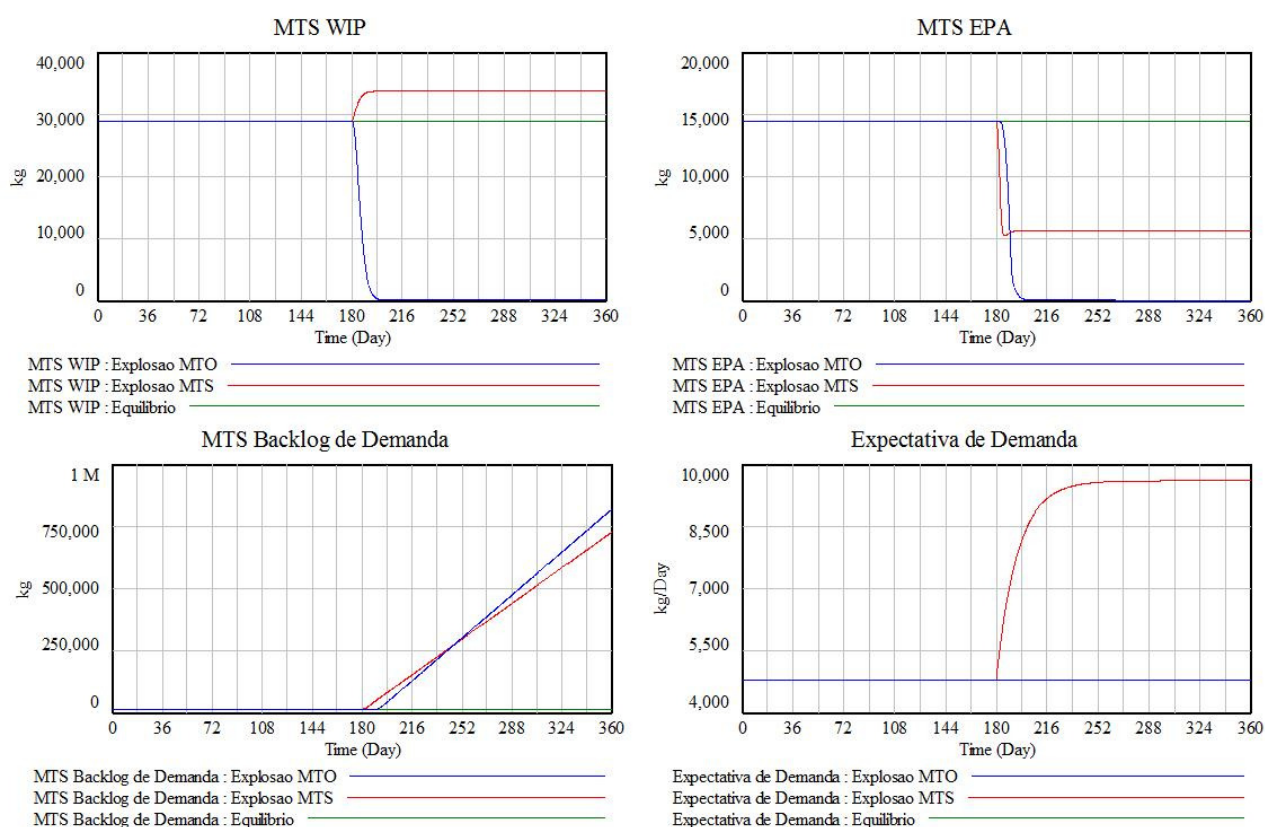 MTS WIP
40,000
30,000
20,000
10,000
0
kg
0 36 72 108 144 180 216 252 288 324 360
Time (Day)
MTS WIP : Explosao MTO
MTS WIP : Explosao MTS
MTS WIP : Equilibrio
MTS EPA
20,000
15,000
10,000
5,000
0
kg
0 36 72 108 144 180 216 252 288 324 360
Time (Day)
MTS EPA : Explosao MTO
MTS EPA : Explosao MTS
MTS EPA : Equilibrio
MTS Backlog de Demanda
1 M
750,000
500,000
250,000
0
kg
0 36 72 108 144 180 216 252 288 324 360
Time (Day)
MTS Backlog de Demanda : Explosao MTO
MTS Backlog de Demanda : Explosao MTS
MTS Backlog de Demanda : Equilibrio
Expectativa de Demanda
10,000
8,500
7,000
5,500
4,000
kg/Day
0 36 72 108 144 180 216 252 288 324 360
Time (Day)
Expectativa de Demanda : Explosao MTO
Expectativa de Demanda : Explosao MTS
Expectativa de Demanda : Equilibrio